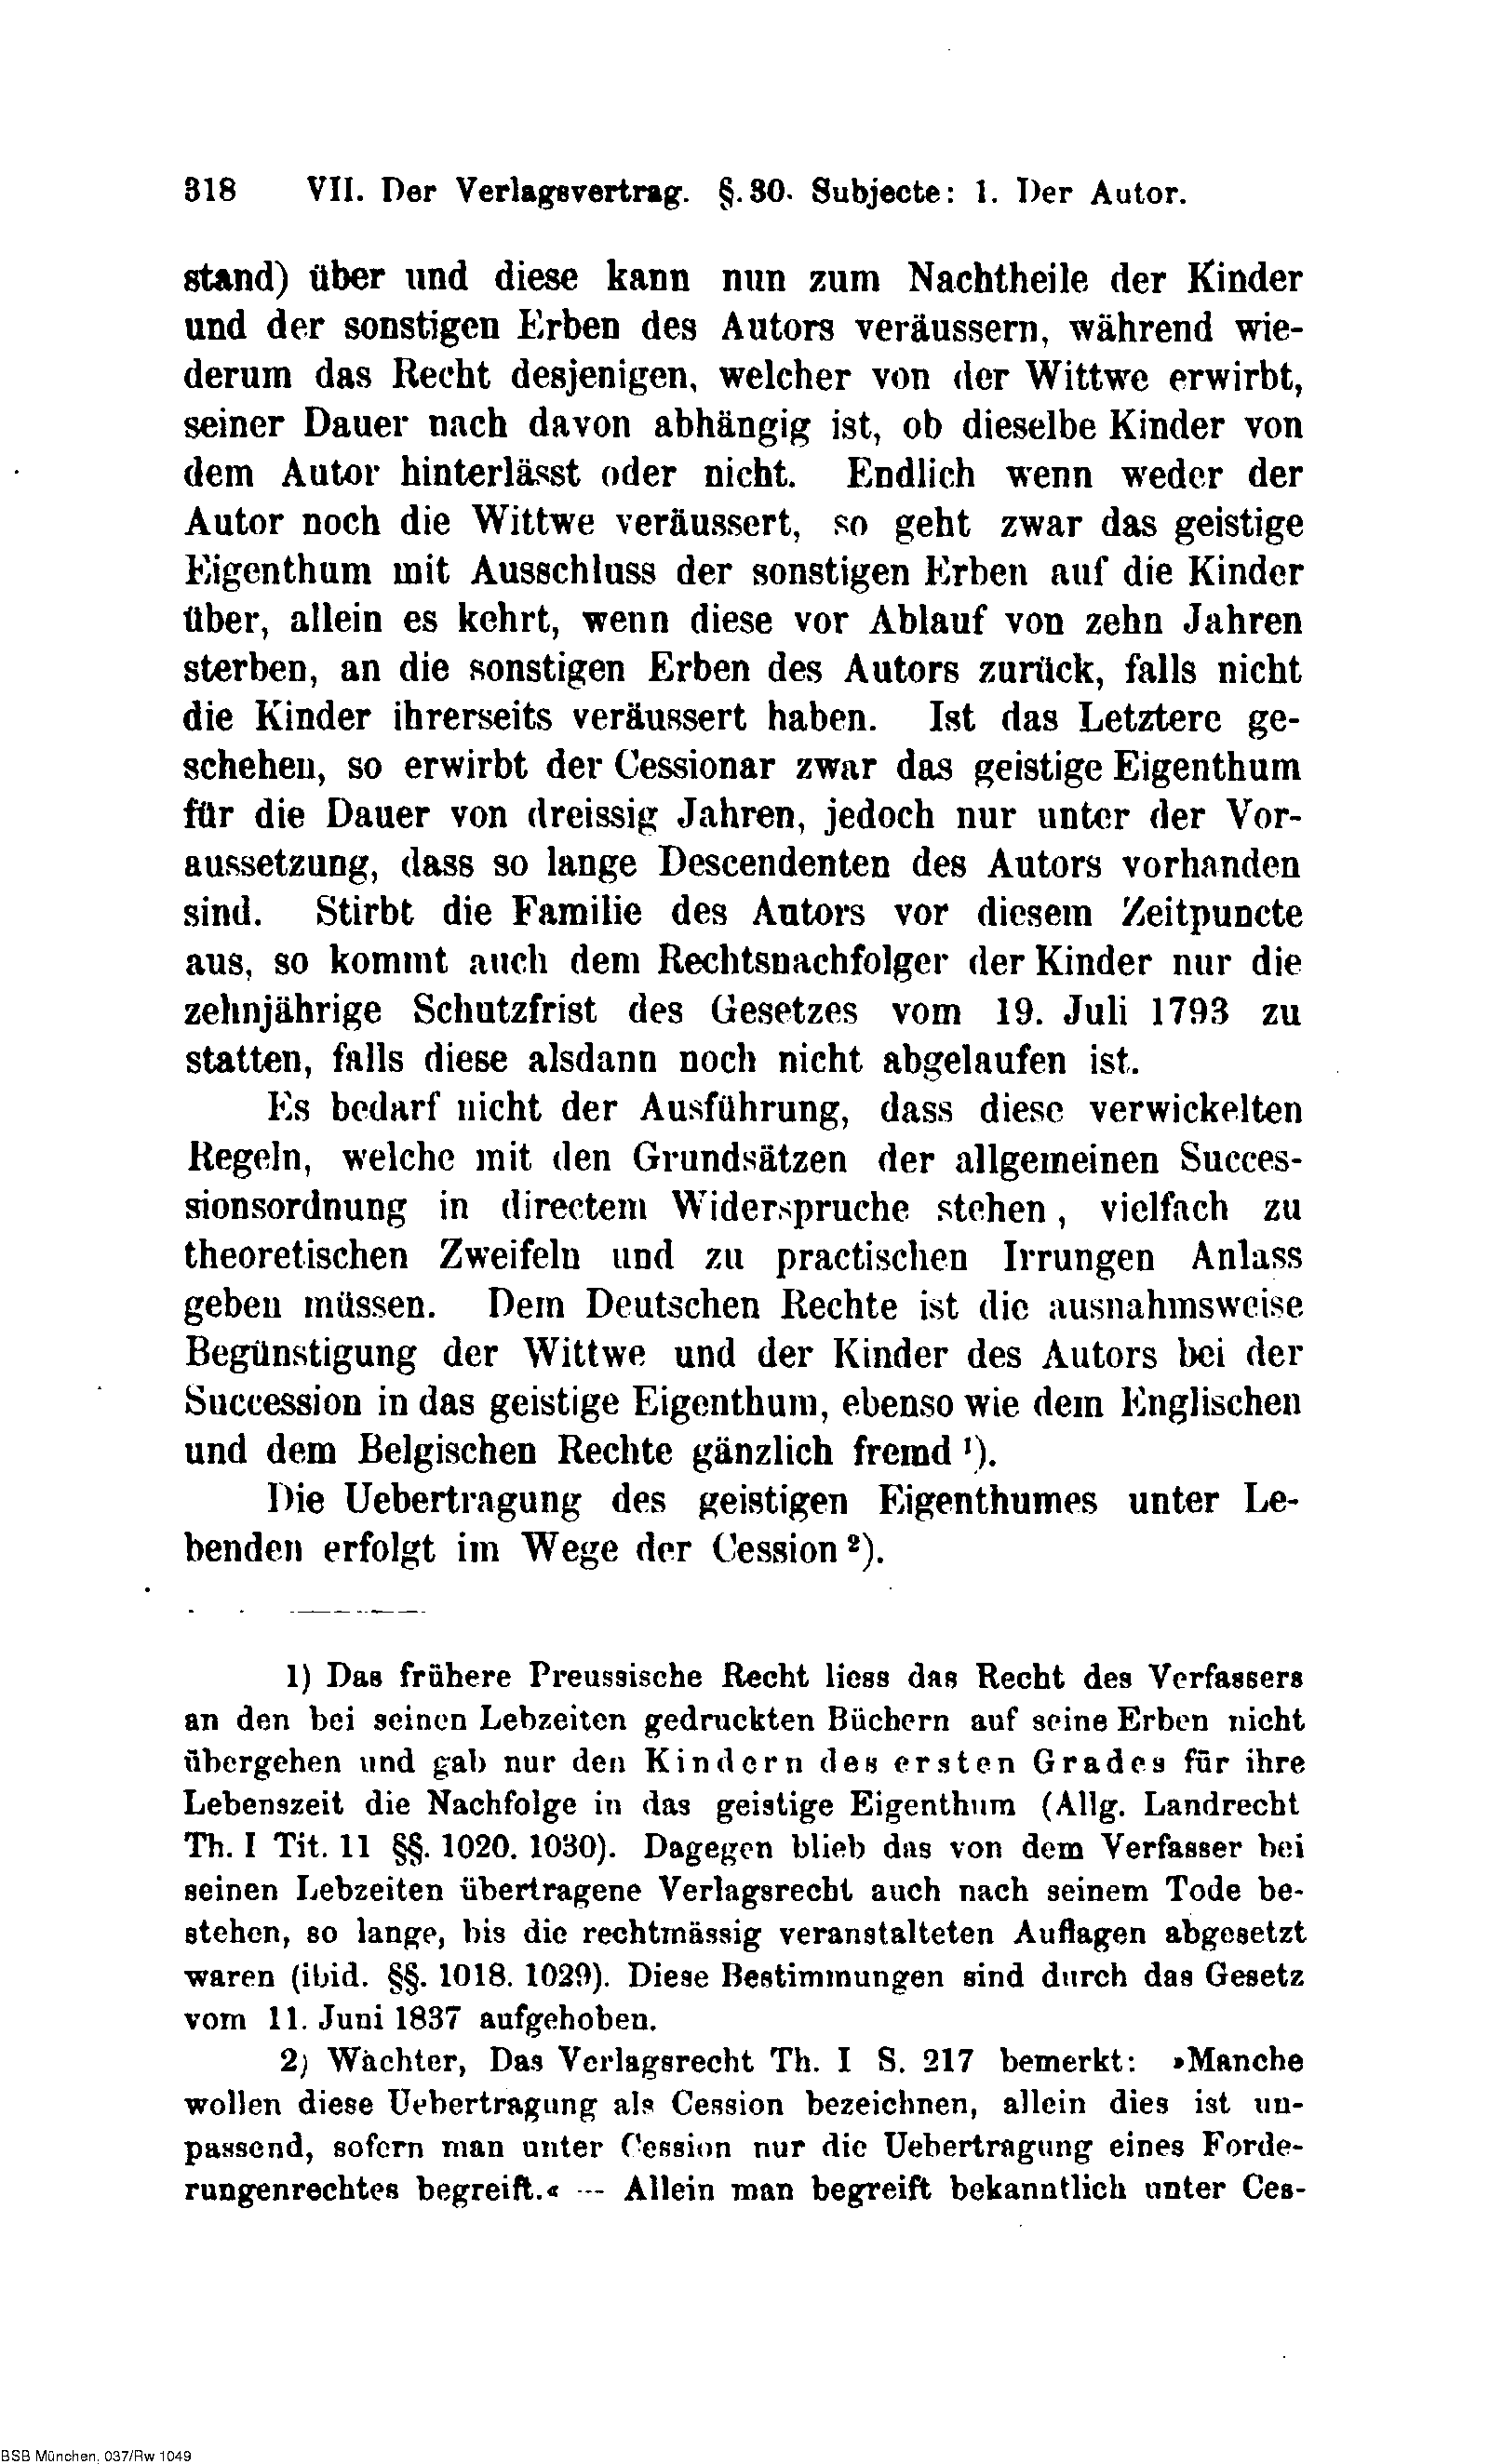 318 VII. Der Verlagsvertrag. §.30. Subjecte: 1. Der Autor.
stand) über und diese kann nun zum Nachtheile der Kinder
und der sonstigen Erben des Autors veräussern, während wie-
derum das Recht desjenigen, welcher von der Wittwe erwirbt,
seiner Dauer nach davon abhängig ist, ob dieselbe Kinder von
dem Autor hinterlässt oder nicht. Endlich wenn weder der
Autor noch die Wittwe veräussert, so geht zwar das geistige
Eigenthum mit Ausschluss der sonstigen Erben auf die Kinder
über, allein es kehrt, wenn diese vor Ablauf von zehn Jahren
sterben, an die sonstigen Erben des Autors zurück, falls nicht
die Kinder ihrerseits veräussert haben. Ist das Letztere ge-
schehen, so erwirbt der Cessionar zwar das geistige Eigenthum
für die Dauer von dreissig Jahren, jedoch nur unter der Vor-
aussetzung, dass so lange Descendenten des Autors vorhanden
sind. Stirbt die Familie des Autors vor diesem Zeitpuncte
aus, so kommt auch dem Rechtsnachfolger der Kinder nur die
zehnjährige Schutzfrist des Gesetzes vom 19. Juli 1793 zu
statten, falls diese alsdann noch nicht abgelaufen ist.
Es bedarf nicht der Ausführung, dass diese verwickelten
Regeln, welche mit den Grundsätzen der allgemeinen Succes-
sionsordnung in directem Widerspruche stehen, vielfach zu
theoretischen Zweifeln und zu practischen Irrungen Anlass
geben müssen. Dem Deutschen Rechte ist die ausnahmsweise
Begünstigung der Wittwe und der Kinder des Autors bei der
Succession in das geistige Eigenthum, ebenso wie dem Englischen
und dem Belgischen Rechte gänzlich fremd ¹).
Die Uebertragung des geistigen Eigenthumes unter Le-
benden erfolgt im Wege der Cession ²).
1) Das frühere Preussische Recht liess das Recht des Verfassers
an den bei seinen Lebzeiten gedruckten Büchern auf seine Erben nicht
übergehen und gab nur den Kindern des ersten Grades für ihre
Lebenszeit die Nachfolge in das geistige Eigenthum (Allg. Landrecht
Th. I Tit. 11 §§. 1020. 1030). Dagegen blieb das von dem Verfasser bei
seinen Lebzeiten übertragene Verlagsrecht auch nach seinem Tode be-
stehen, so lange, bis die rechtmässig veranstalteten Auflagen abgesetzt
waren (ibid. §§. 1018. 1029). Diese Bestimmungen sind durch das Gesetz
vom 11. Juni 1837 aufgehoben.
2) Wächter, Das Verlagsrecht Th. I S. 217 bemerkt: »Manche
wollen diese Uebertragung als Cession bezeichnen, allein dies ist un-
passend, sofern man unter Cession nur die Uebertragung eines Forde-
rungenrechtes begreift.« — Allein man begreift bekanntlich unter Ces-
BSB München, 037/Rw 1049